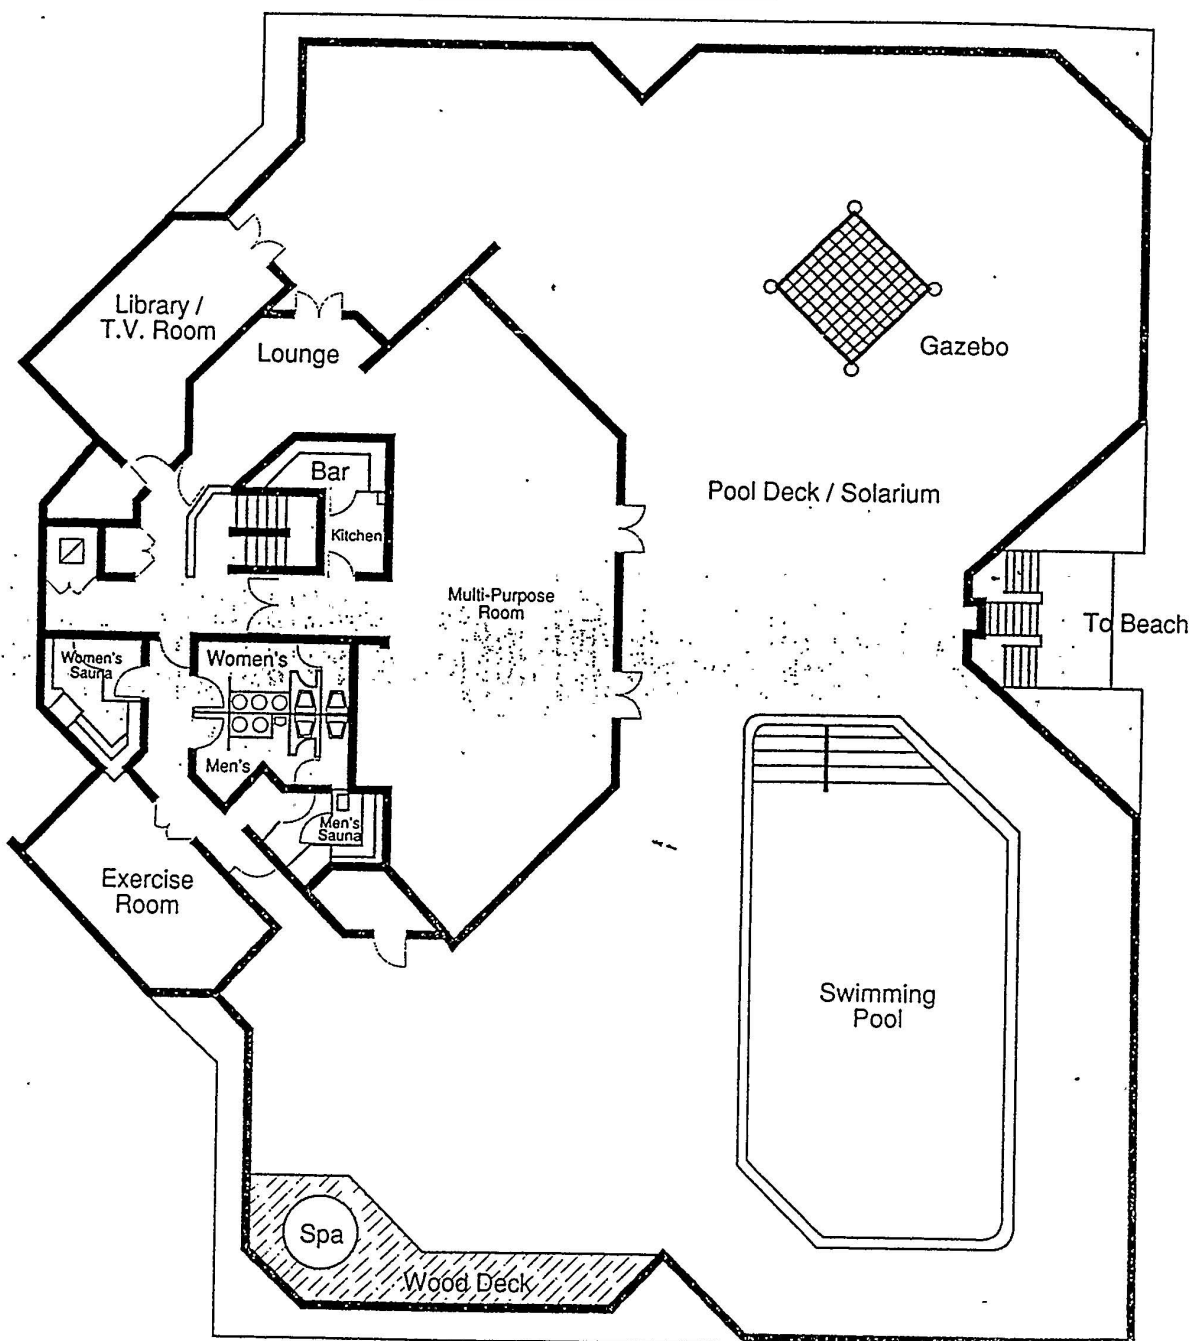 Library /
T.V. Room
Lounge
Gazebo
Bar
Pool Deck / Solarium
Kitchen
Multi-Purpose
Room
To Beach
Women's
Sauna
Women's
Men's
Men's
Sauna
Exercise
Room
Swimming
Pool
Spa
Wood Deck